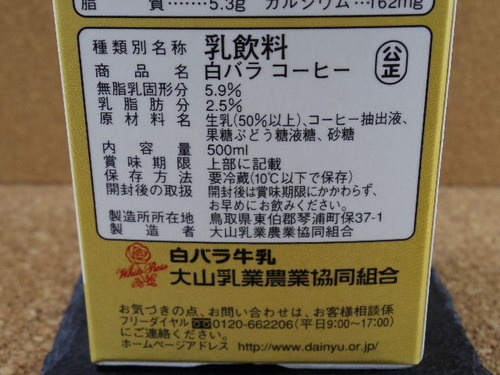 脂 質 ……5.3g カルシウム …162mg
種類別名称 乳飲料
公正
商品名 白バラ コーヒー
無脂乳固形分 5.9%
乳脂肪分 2.5%
原材料名 生乳(50%以上)、コーヒー抽出液、
果糖ぶどう糖液糖、砂糖
内容量 500ml
賞味期限 上部に記載
保存方法 要冷蔵(10℃以下で保存)
開封後の取扱 開封後は賞味期限にかかわらず、
お早めにお飲みください。
製造所所在地 鳥取県東伯郡琴浦町保37-1
製造者 大山乳業農業協同組合
White Rose
白バラ牛乳
大山乳業農業協同組合
お気づきの点、お問い合わせは、お客様相談係
フリーダイヤル 0120-662206(平日9:00〜17:00)
にご連絡ください。
ホームページアドレス http://www.dainyu.or.jp/